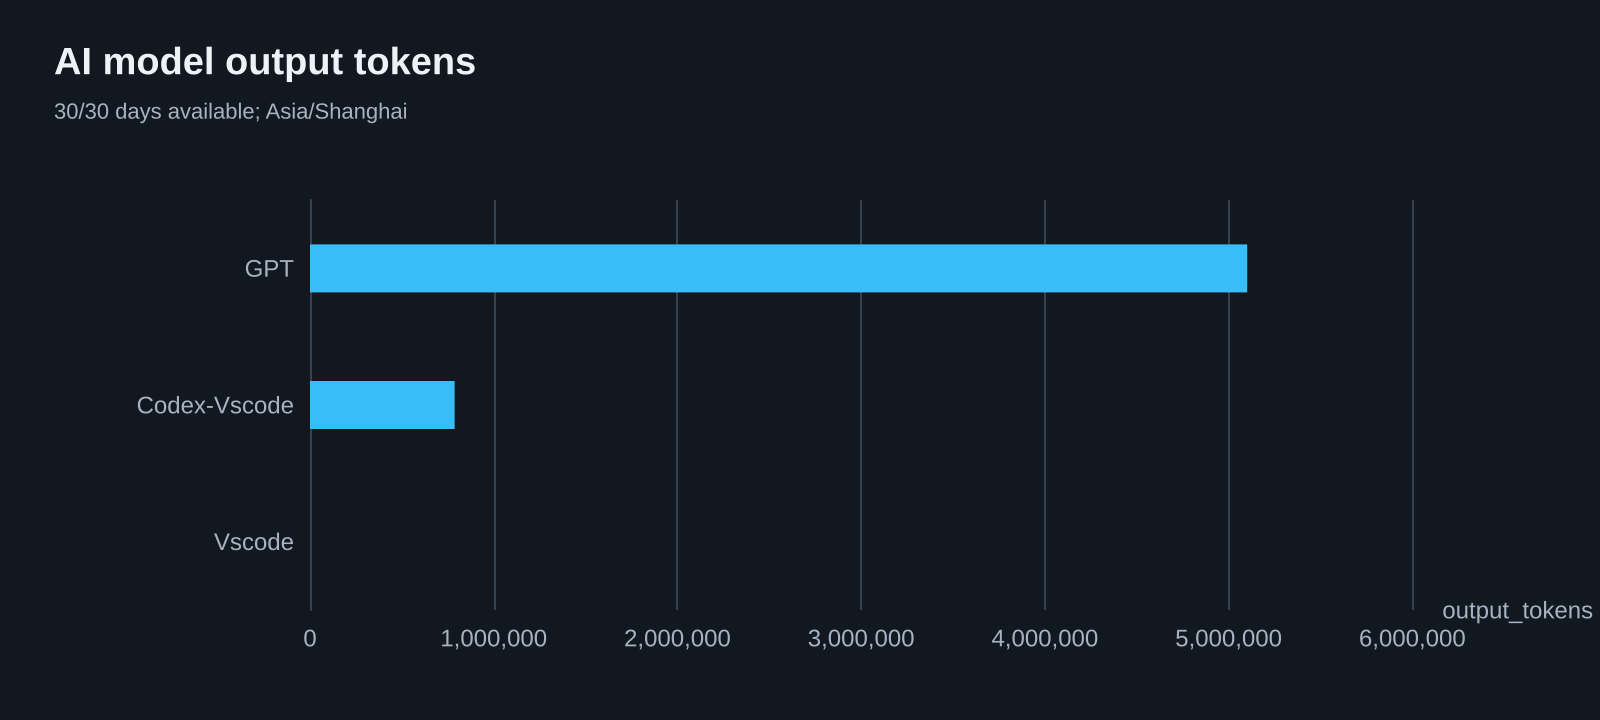 AI model output tokens
30/30 days available; Asia/Shanghai
GPT
Codex-Vscode
Vscode
output_tokens
0 1,000,000 2,000,000 3,000,000 4,000,000 5,000,000 6,000,000